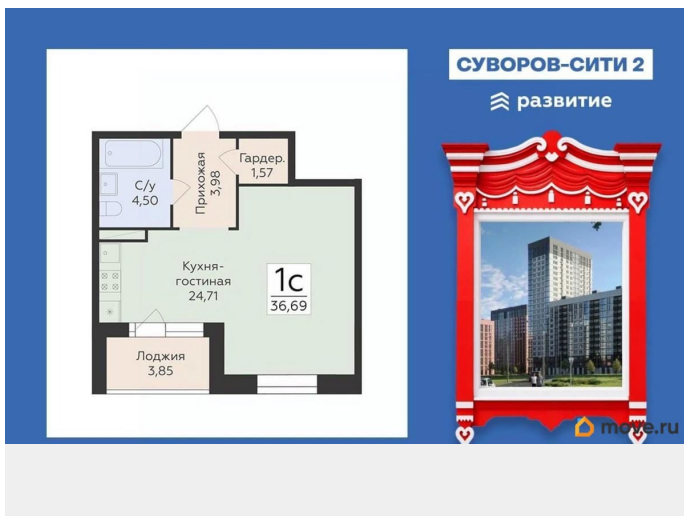 СУВОРОВ-СИТИ 2
развитие
Гардер.
1,57
Прихожая
3,98
С/у
4,50
Кухня-
гостиная
24,71
1С
36,69
Лоджия
3,85
move.ru